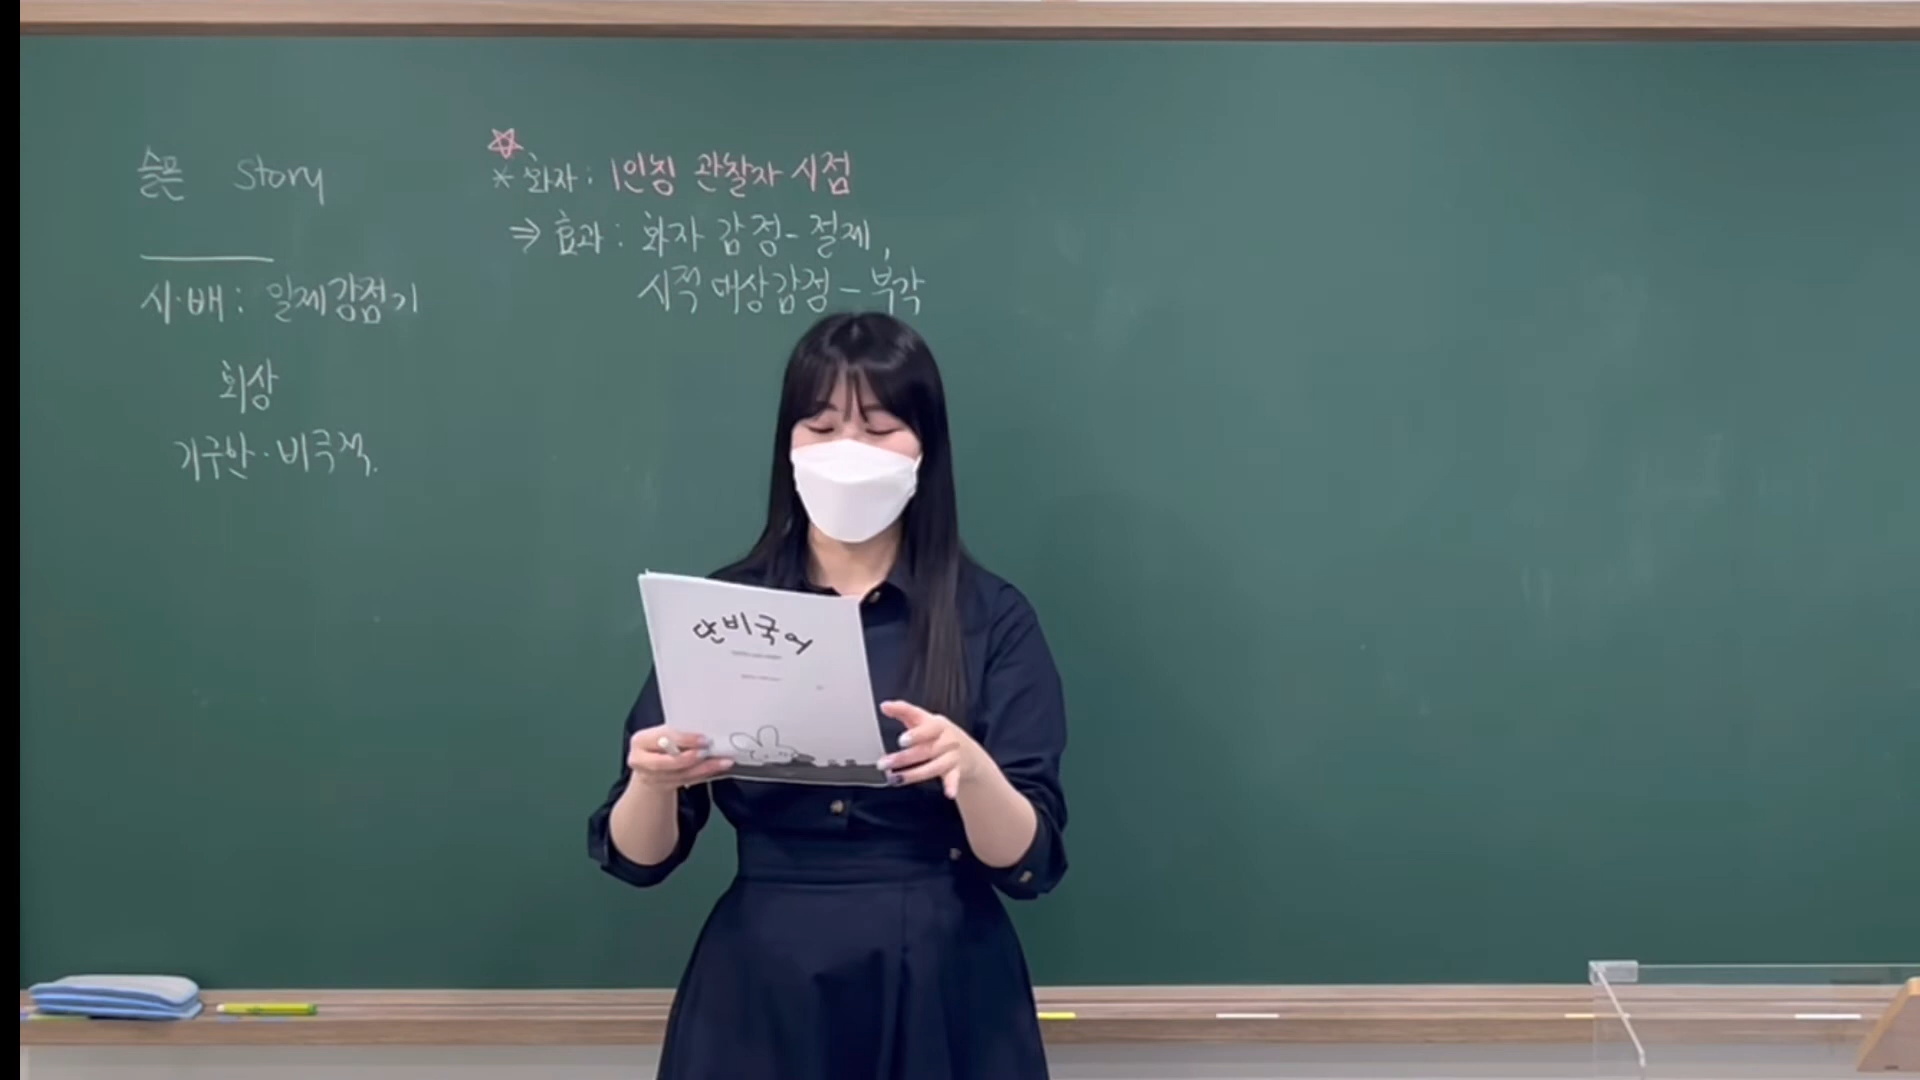 슬픈 story
시·배: 일제강점기
회상
기구한·비극적.
* 화자: 1인칭 관찰자 시점
⇒ 효과: 화자 감정-절제,
시적 대상 감정-부각
단비국어